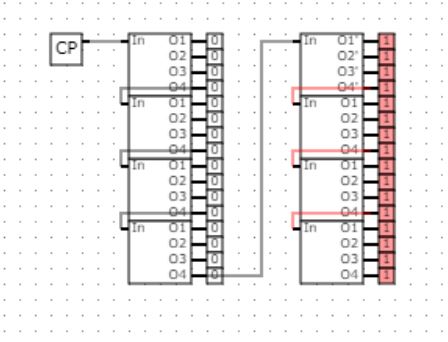 CP In O1 0 In O1' 1
O2 0 O2' 1
O3 0 O3' 1
O4 0 O4' 1
In O1 0 In O1 1
O2 0 O2 1
O3 0 O3 1
O4 0 O4 1
In O1 0 In O1 1
O2 0 O2 1
O3 0 O3 1
O4 0 O4 1
In O1 0 In O1 1
O2 0 O2 1
O3 0 O3 1
O4 0 O4 1